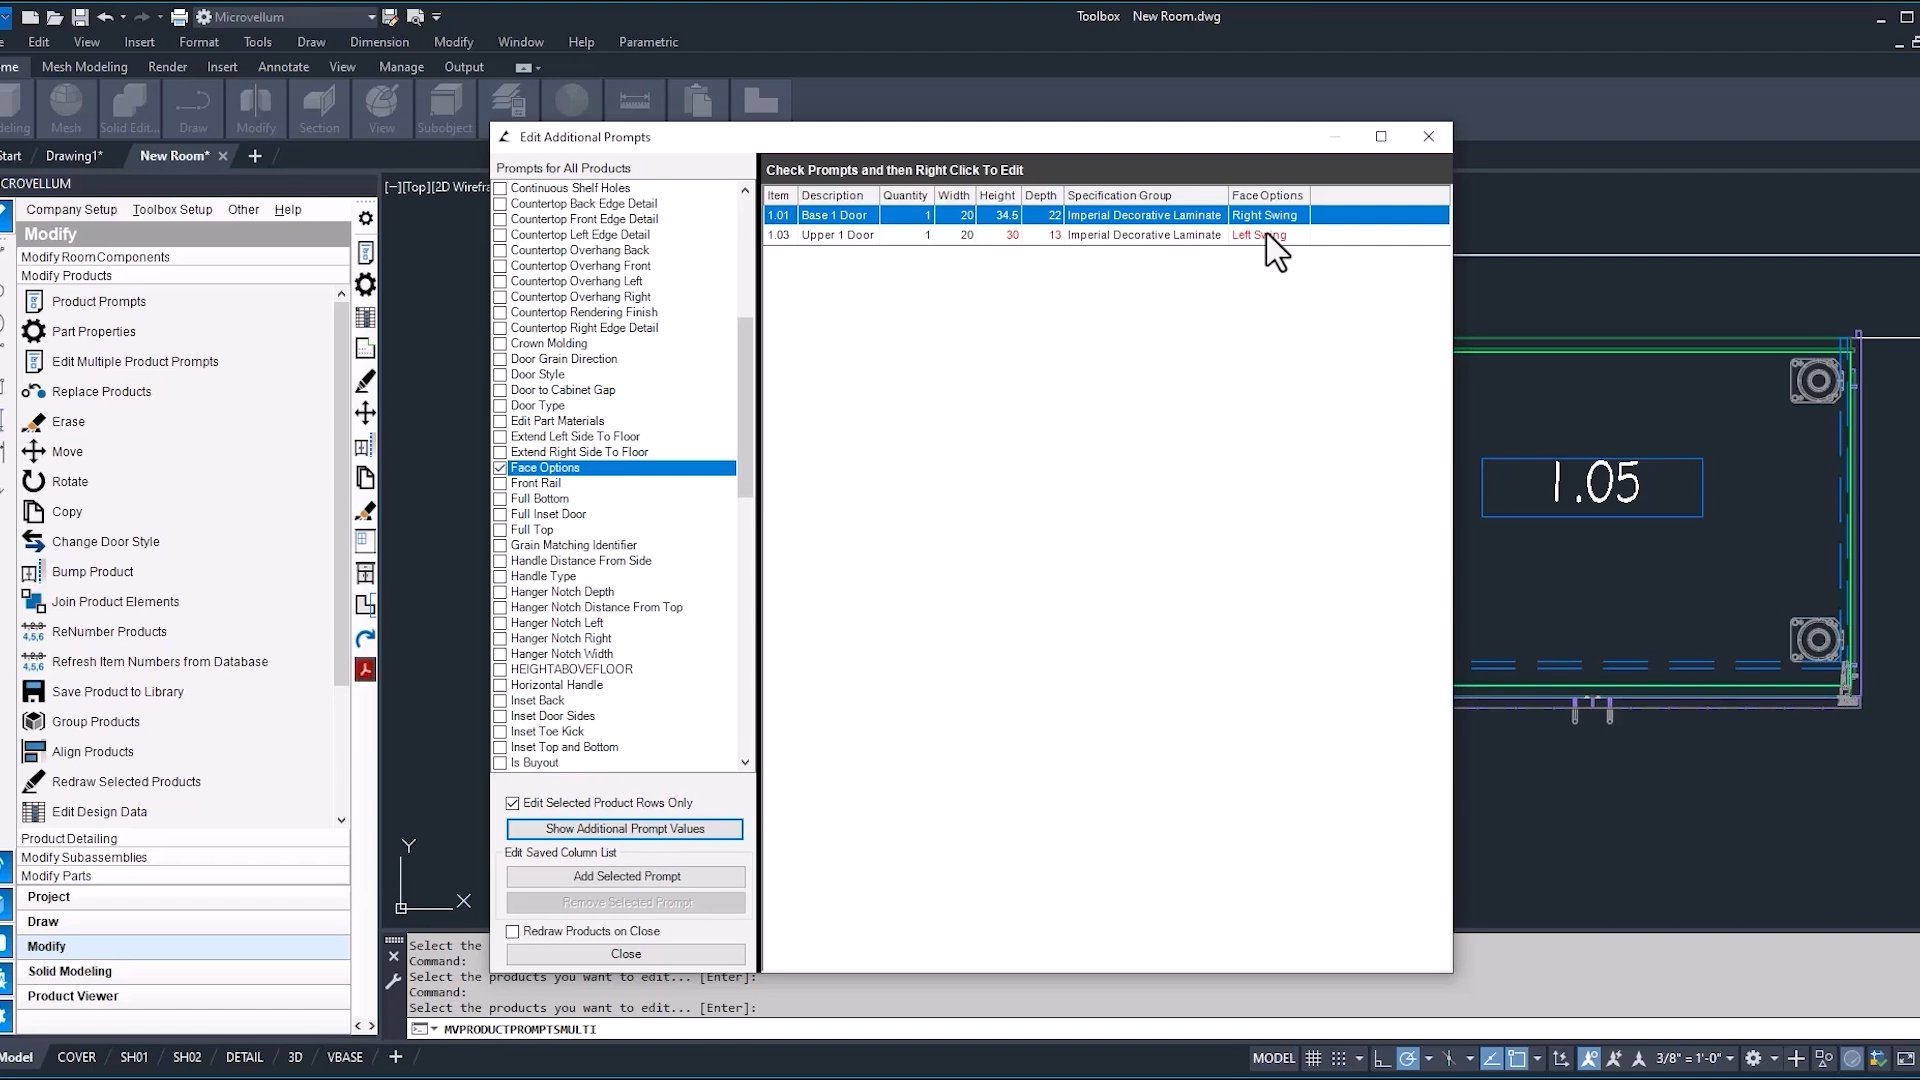 Microvellum
Toolbox New Room.dwg
Edit View Insert Format Tools Draw Dimension Modify Window Help Parametric
Mesh Modeling Render Insert Annotate View Manage Output
Mesh Solid Edit... Draw Modify Section View Subobject
Drawing1* New Room* × +
CROVELLUM
[−][Top][2D Wirefra
Company Setup Toolbox Setup Other Help
Modify
Modify Room Components
Modify Products
Product Prompts
Part Properties
Edit Multiple Product Prompts
Replace Products
Erase
Move
Rotate
Copy
Change Door Style
Bump Product
Join Product Elements
ReNumber Products
Refresh Item Numbers from Database
Save Product to Library
Group Products
Align Products
Redraw Selected Products
Edit Design Data
Product Detailing
Modify Subassemblies
Modify Parts
Project
Draw
Modify
Solid Modeling
Product Viewer
Edit Additional Prompts
Prompts for All Products
Continuous Shelf Holes
Countertop Back Edge Detail
Countertop Front Edge Detail
Countertop Left Edge Detail
Countertop Overhang Back
Countertop Overhang Front
Countertop Overhang Left
Countertop Overhang Right
Countertop Rendering Finish
Countertop Right Edge Detail
Crown Molding
Door Grain Direction
Door Style
Door to Cabinet Gap
Door Type
Edit Part Materials
Extend Left Side To Floor
Extend Right Side To Floor
Face Options
Front Rail
Full Bottom
Full Inset Door
Full Top
Grain Matching Identifier
Handle Distance From Side
Handle Type
Hanger Notch Depth
Hanger Notch Distance From Top
Hanger Notch Left
Hanger Notch Right
Hanger Notch Width
HEIGHTABOVEFLOOR
Horizontal Handle
Inset Back
Inset Door Sides
Inset Toe Kick
Inset Top and Bottom
Is Buyout
Edit Selected Product Rows Only
Show Additional Prompt Values
Edit Saved Column List
Add Selected Prompt
Remove Selected Prompt
Redraw Products on Close
Close
Check Prompts and then Right Click To Edit
Item Description Quantity Width Height Depth Specification Group Face Options
1.01 Base 1 Door 1 20 34.5 22 Imperial Decorative Laminate Right Swing
1.03 Upper 1 Door 1 20 30 13 Imperial Decorative Laminate Left Swing
1.05
Y
X
Select the
Command:
Select the products you want to edit... [Enter]:
Command:
Select the products you want to edit... [Enter]:
MVPRODUCTPROMPTSMULTI
Model COVER SH01 SH02 DETAIL 3D VBASE +
MODEL 3/8" = 1'-0"